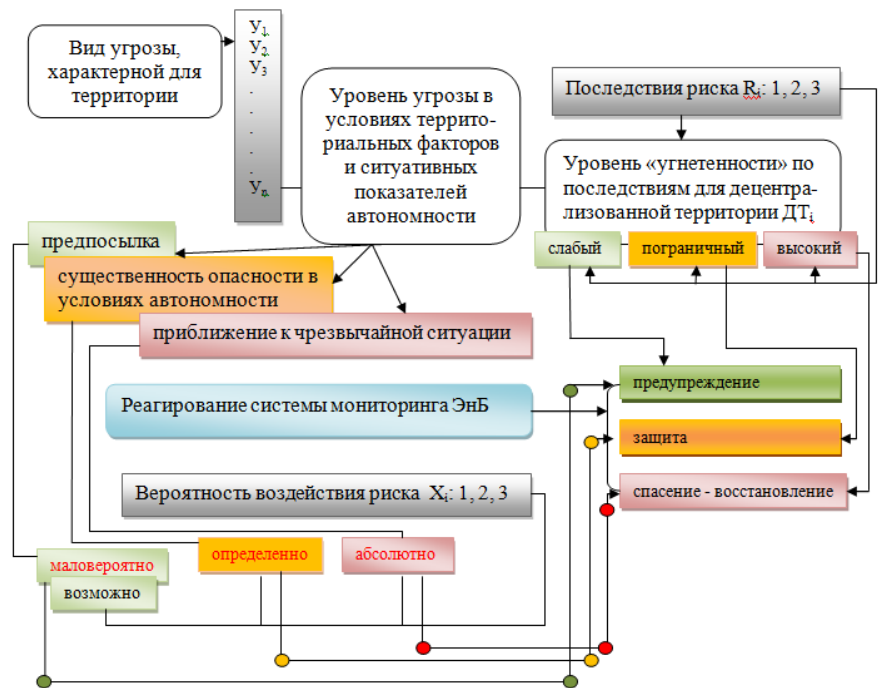 Вид угрозы,
характерной для
территории
У1
У2
У3
.
.
.
.
.
Уn
Уровень угрозы в
условиях террито-
риальных факторов
и ситуативных
показателей
автономности
Последствия риска Ri: 1, 2, 3
Уровень «угнетенности» по
последствиям для децентра-
лизованной территории ДТi
слабый
пограничный
высокий
предпосылка
существенность опасности в
условиях автономности
приближение к чрезвычайной ситуации
Реагирование системы мониторинга ЭнБ
предупреждение
защита
спасение - восстановление
Вероятность воздействия риска Xi: 1, 2, 3
маловероятно
возможно
определенно
абсолютно